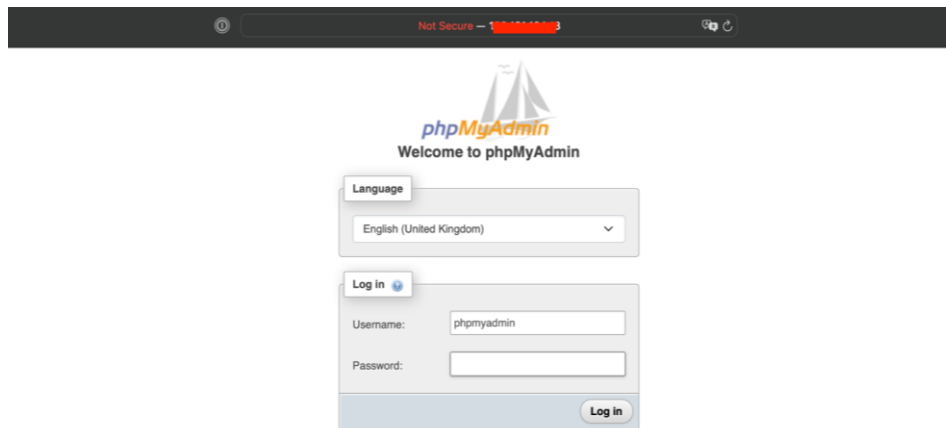 Not Secure —
phpMyAdmin
Welcome to phpMyAdmin
Language
English (United Kingdom)
Log in
Username:
phpmyadmin
Password:
Log in